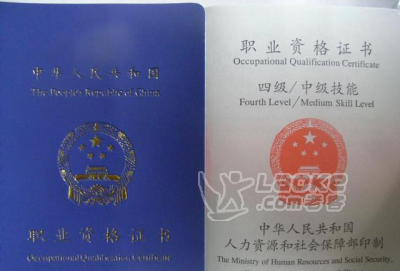 中华人民共和国
The People's Republic of China
职业资格证书
Occupational Qualification Certificate
职业资格证书
Occupational Qualification Certificate
四级/中级技能
Fourth Level/Medium Skill Level
中华人民共和国
人力资源和社会保障部印制
The Ministry of Human Resources and Social Security,